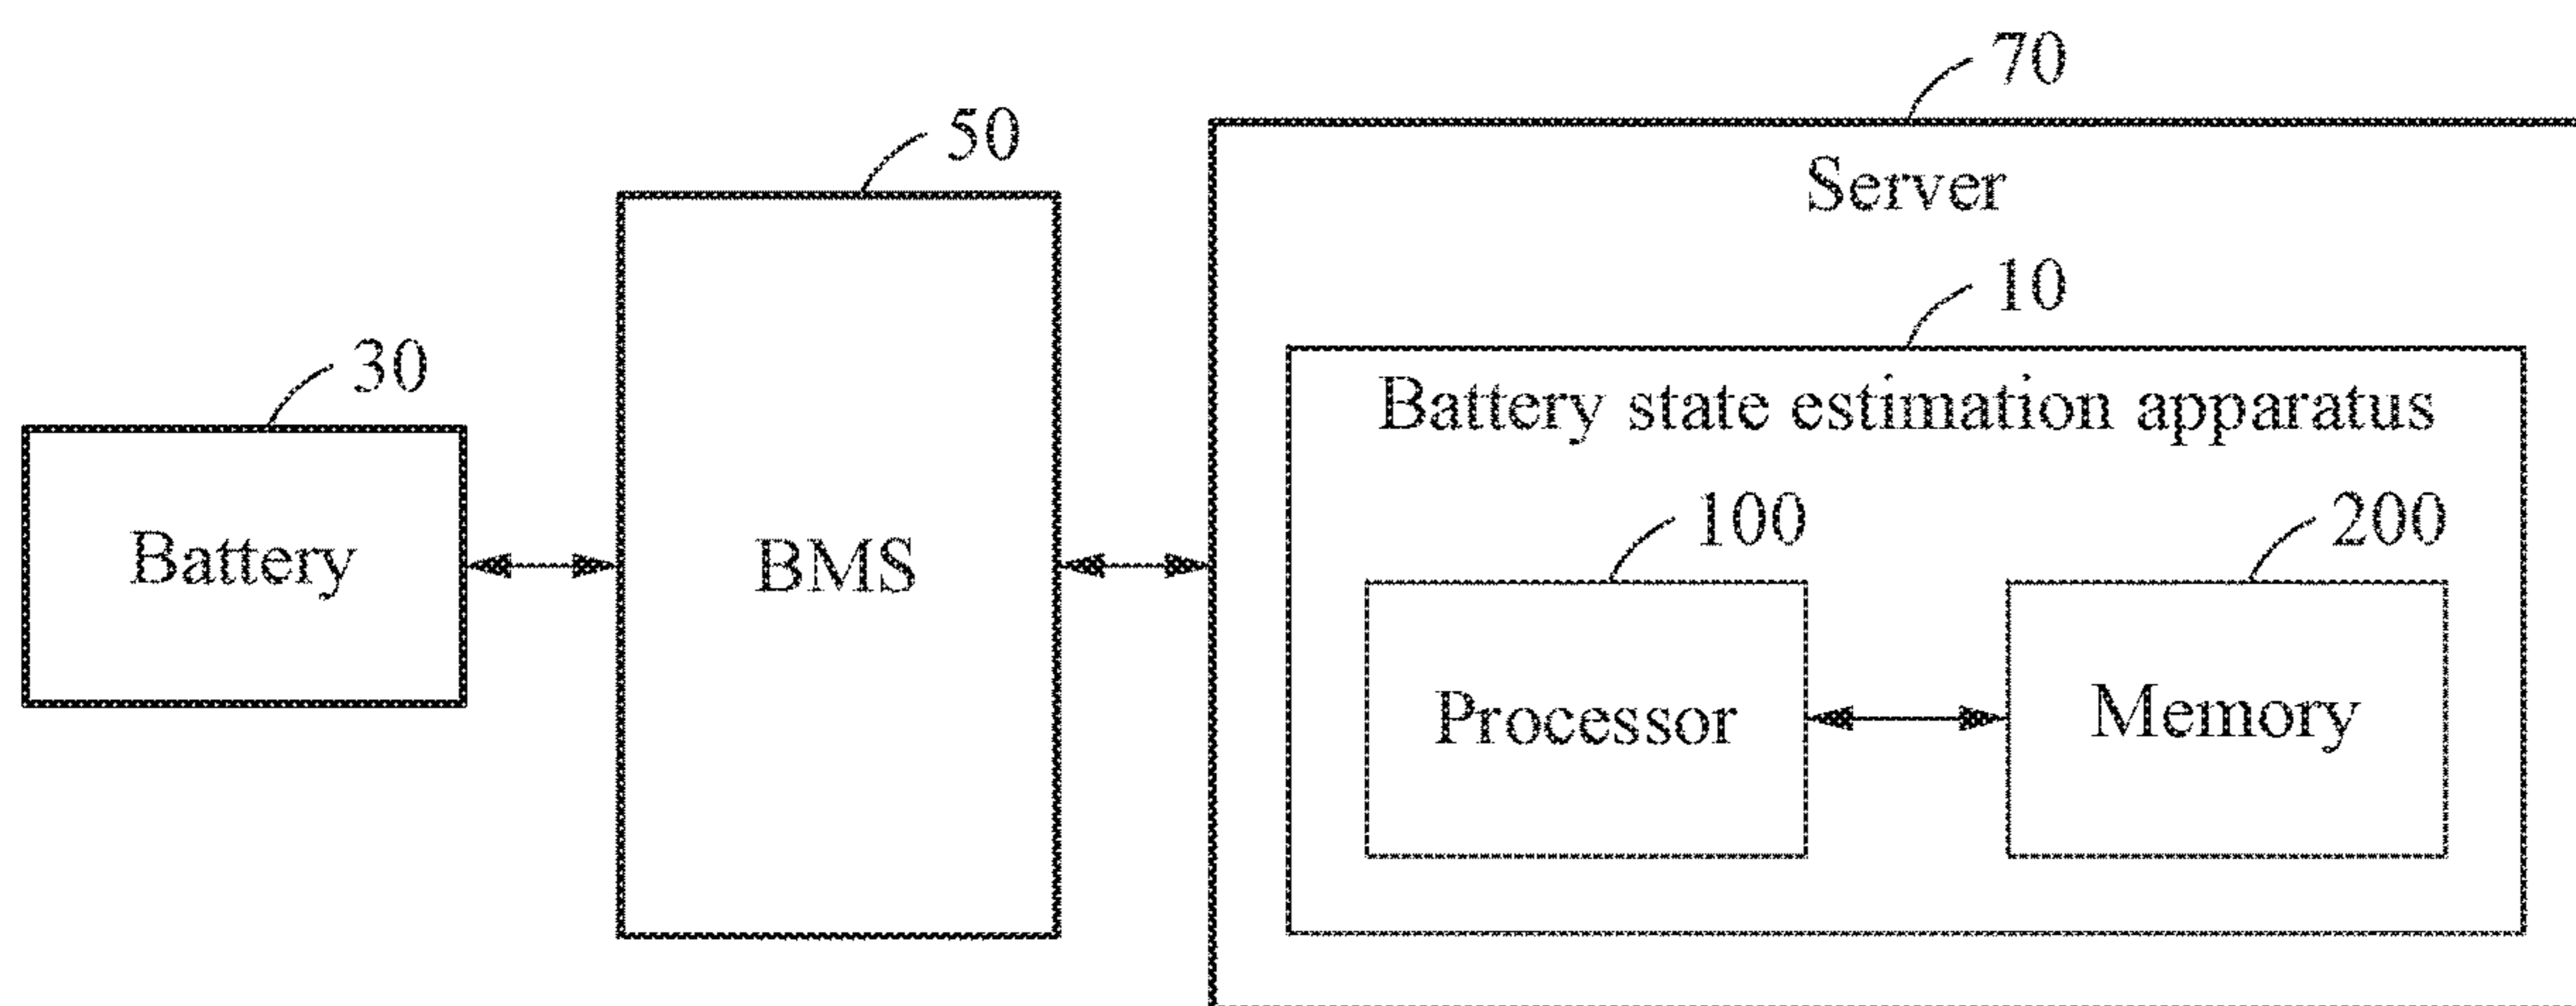 70
50
Server
10
30
Battery state estimation apparatus
100
200
Battery
BMS
Processor
Memory